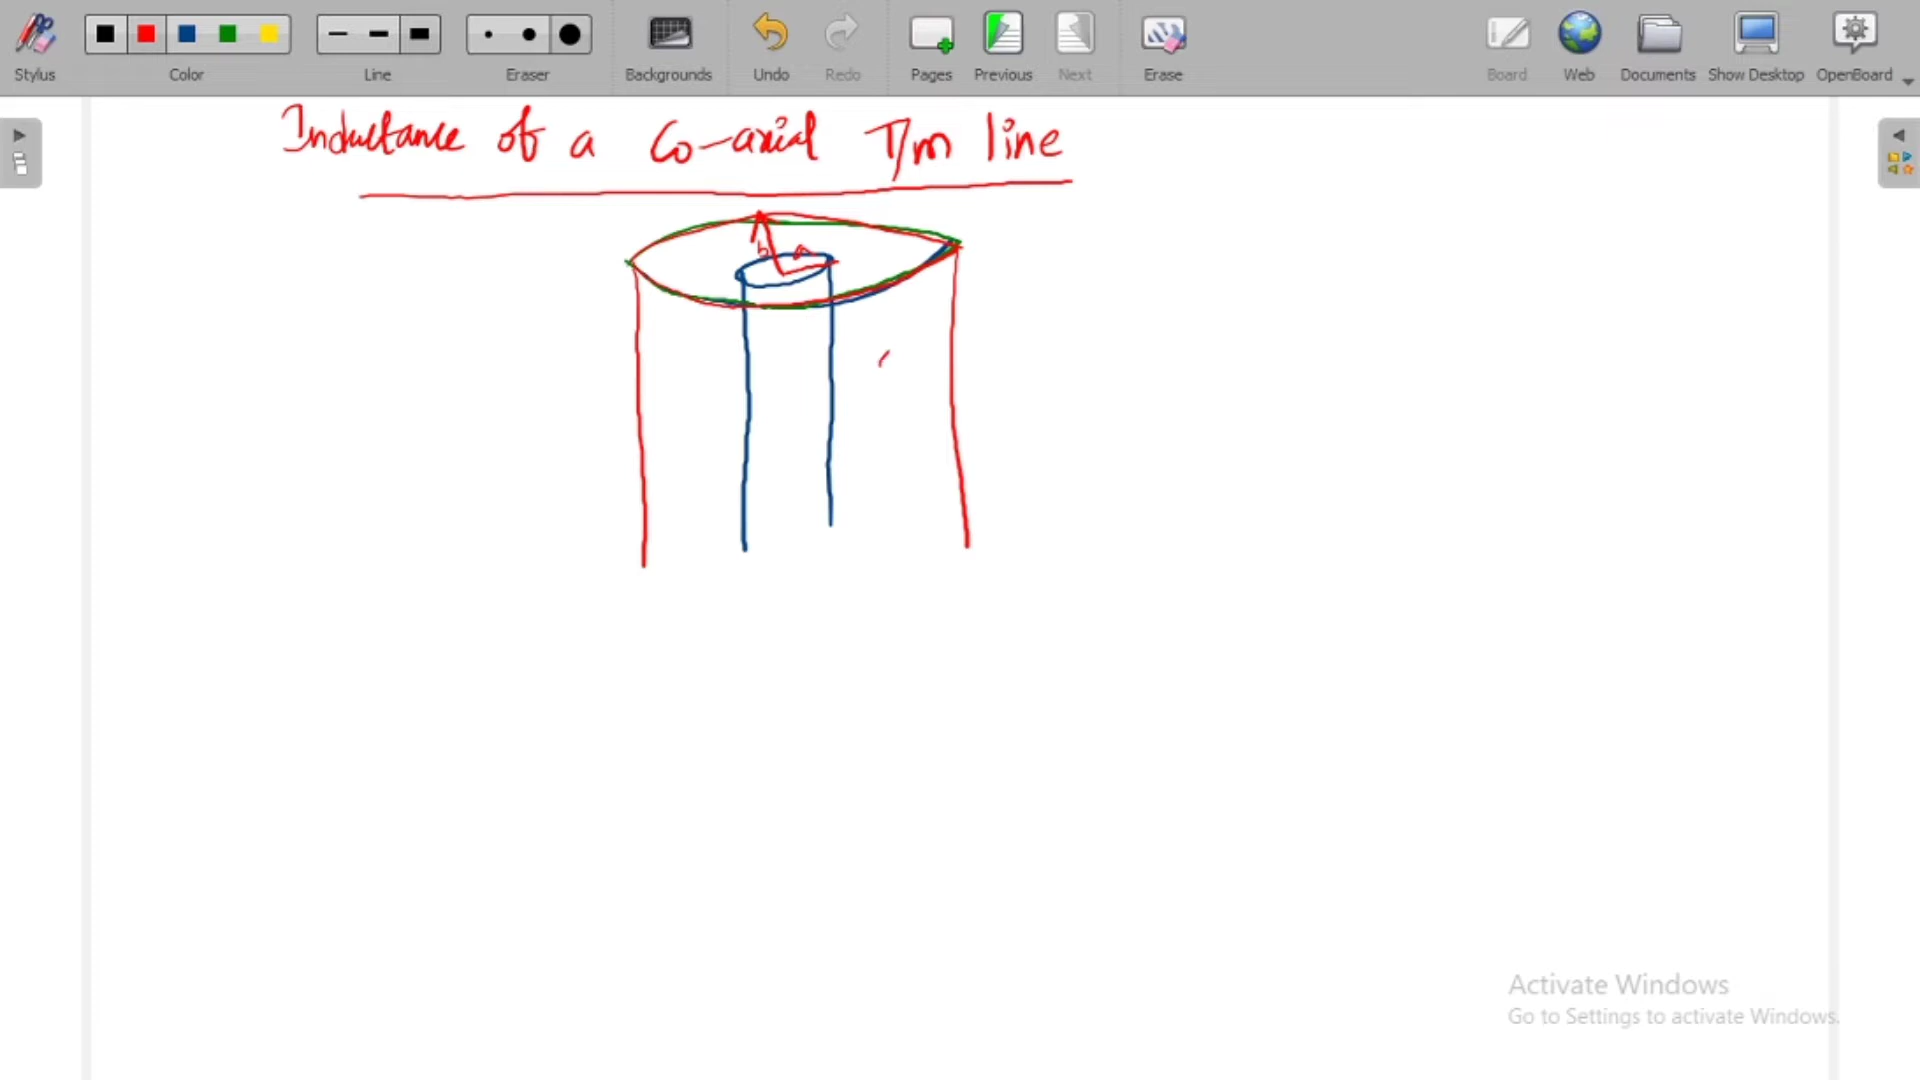 Stylus Color Line Eraser Backgrounds Undo Redo Pages Previous Next Erase Board Web Documents Show Desktop OpenBoard
Inductance of a Co-axial T/m line
b a
Activate Windows
Go to Settings to activate Windows.